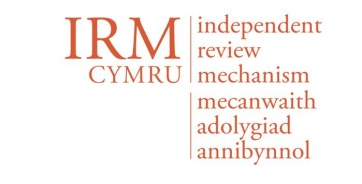 IRM
CYMRU
independent
review
mechanism
mecanwaith
adolygiad
annibynnol